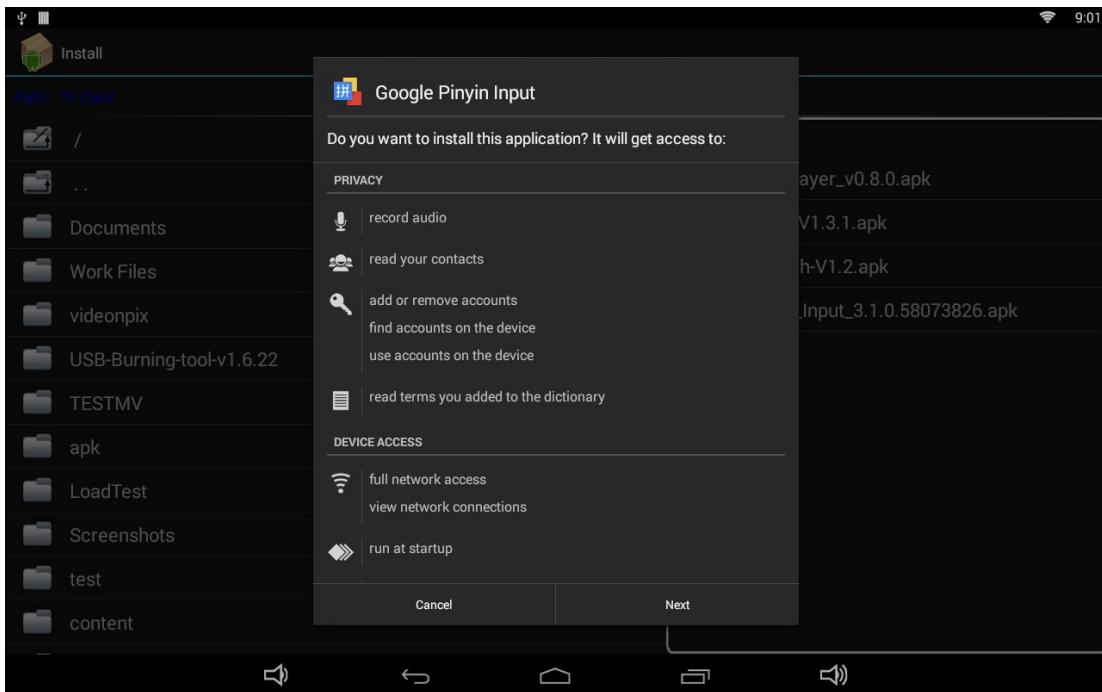 9:01
Install
Google Pinyin Input
Do you want to install this application? It will get access to:
PRIVACY
record audio
read your contacts
add or remove accounts
find accounts on the device
use accounts on the device
read terms you added to the dictionary
DEVICE ACCESS
full network access
view network connections
run at startup
Cancel
Next
/
..
Documents
Work Files
videonpix
USB-Burning-tool-v1.6.22
TESTMV
apk
LoadTest
Screenshots
test
content
ayer_v0.8.0.apk
V1.3.1.apk
h-V1.2.apk
_Input_3.1.0.58073826.apk